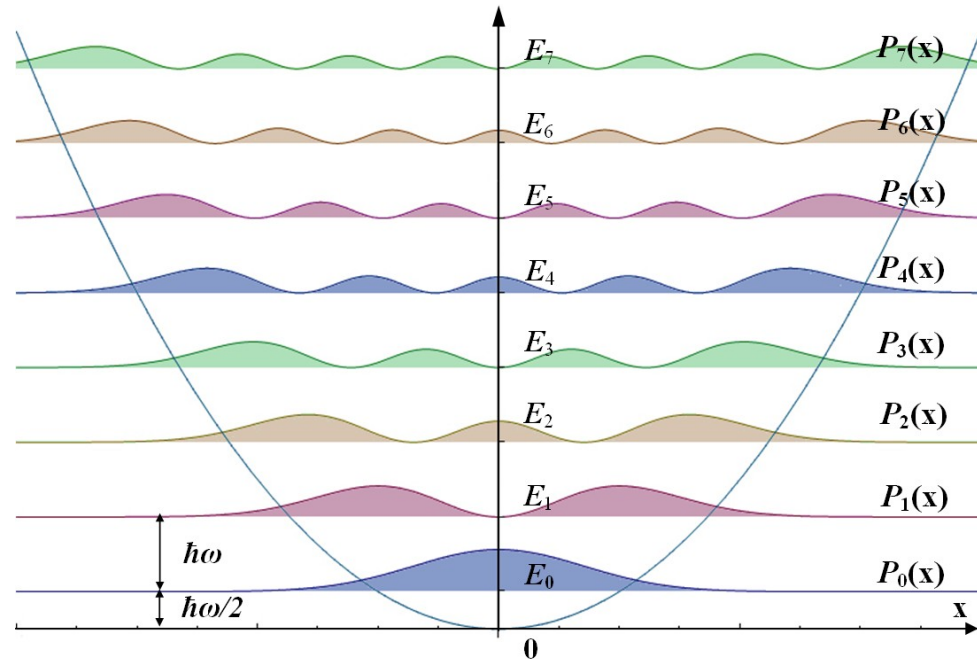 E₇ P₇(x)
E₆ P₆(x)
E₅ P₅(x)
E₄ P₄(x)
E₃ P₃(x)
E₂ P₂(x)
E₁ P₁(x)
ħω
E₀ P₀(x)
ħω/2 x
0